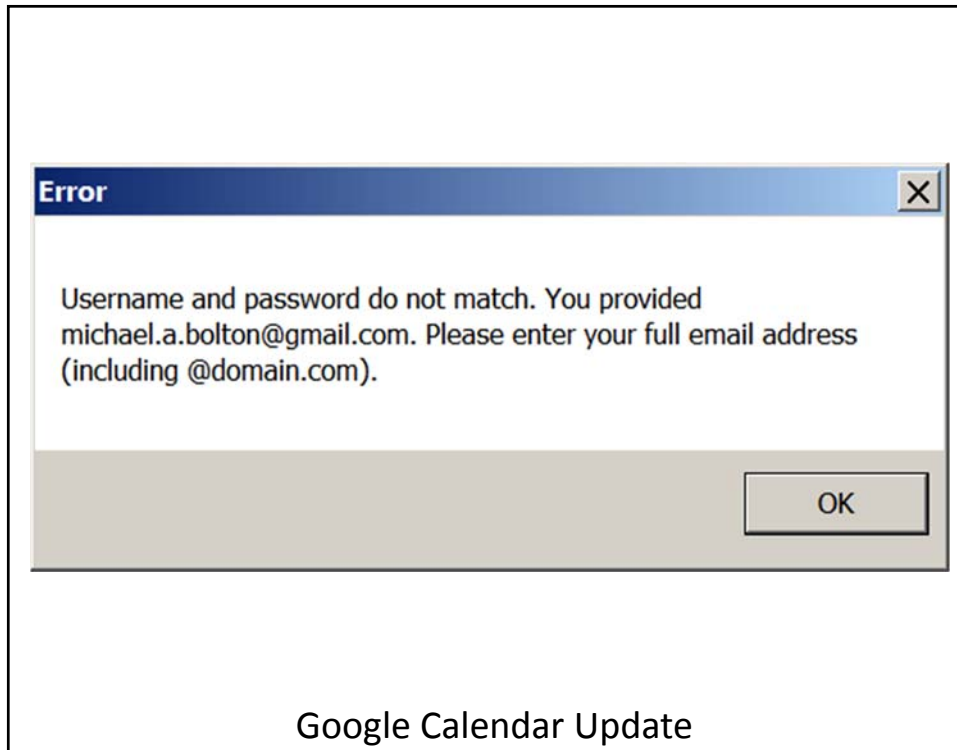 Error
Username and password do not match. You provided
michael.a.bolton@gmail.com. Please enter your full email address
(including @domain.com).
OK
Google Calendar Update